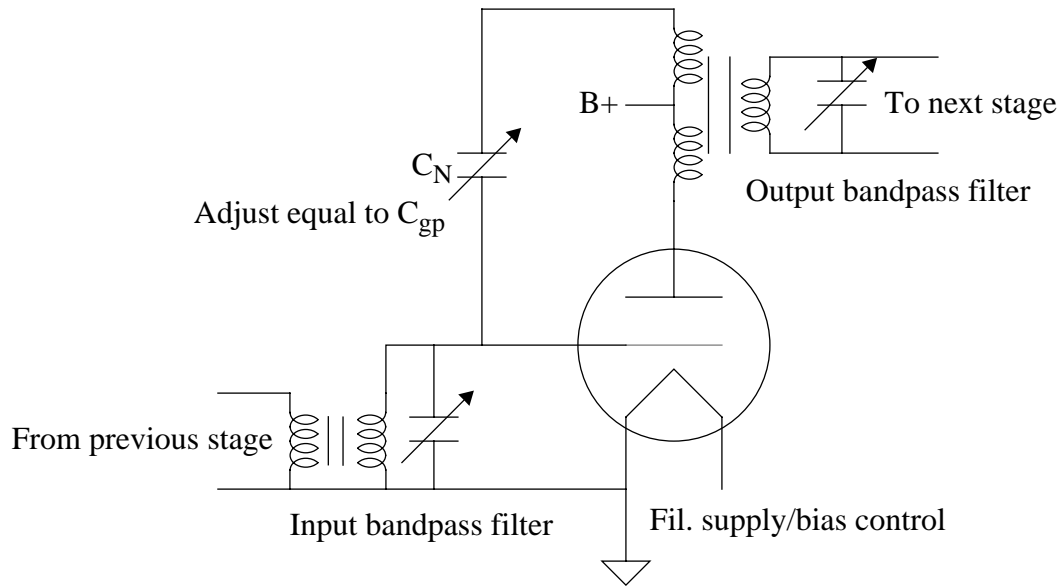 B+
To next stage
C_N
Output bandpass filter
Adjust equal to C_gp
From previous stage
Input bandpass filter
Fil. supply/bias control